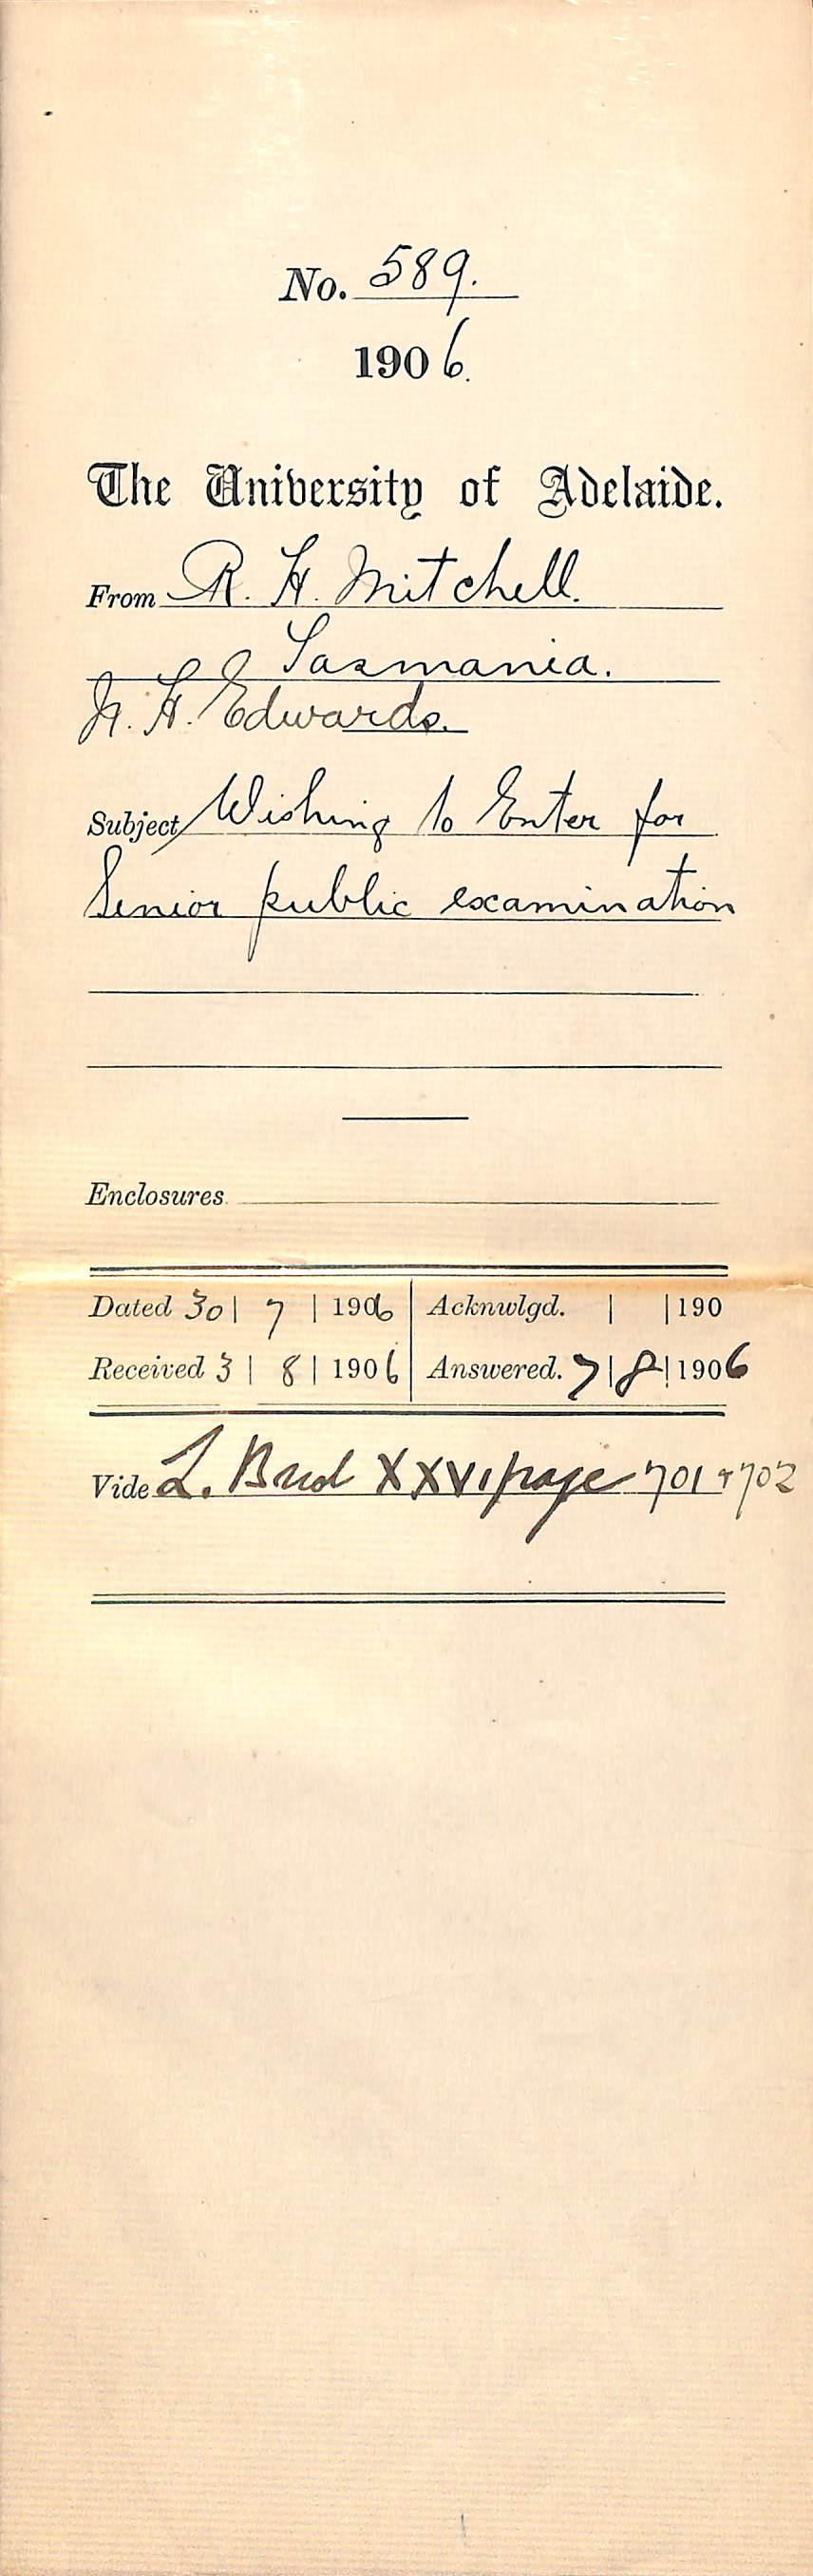 No. 589.
1906.
The University of Adelaide.
From R. H. Mitchell.
Tasmania.
H. Edwards.
Subject Wishing to Enter for
Senior public examination
Enclosures
Dated 30 | 7 | 1906 Acknwlgd. | | 190
Received 3 | 8 | 1906 Answered. 7 | 8 | 1906
Vide L. XXVI page 701 + 702